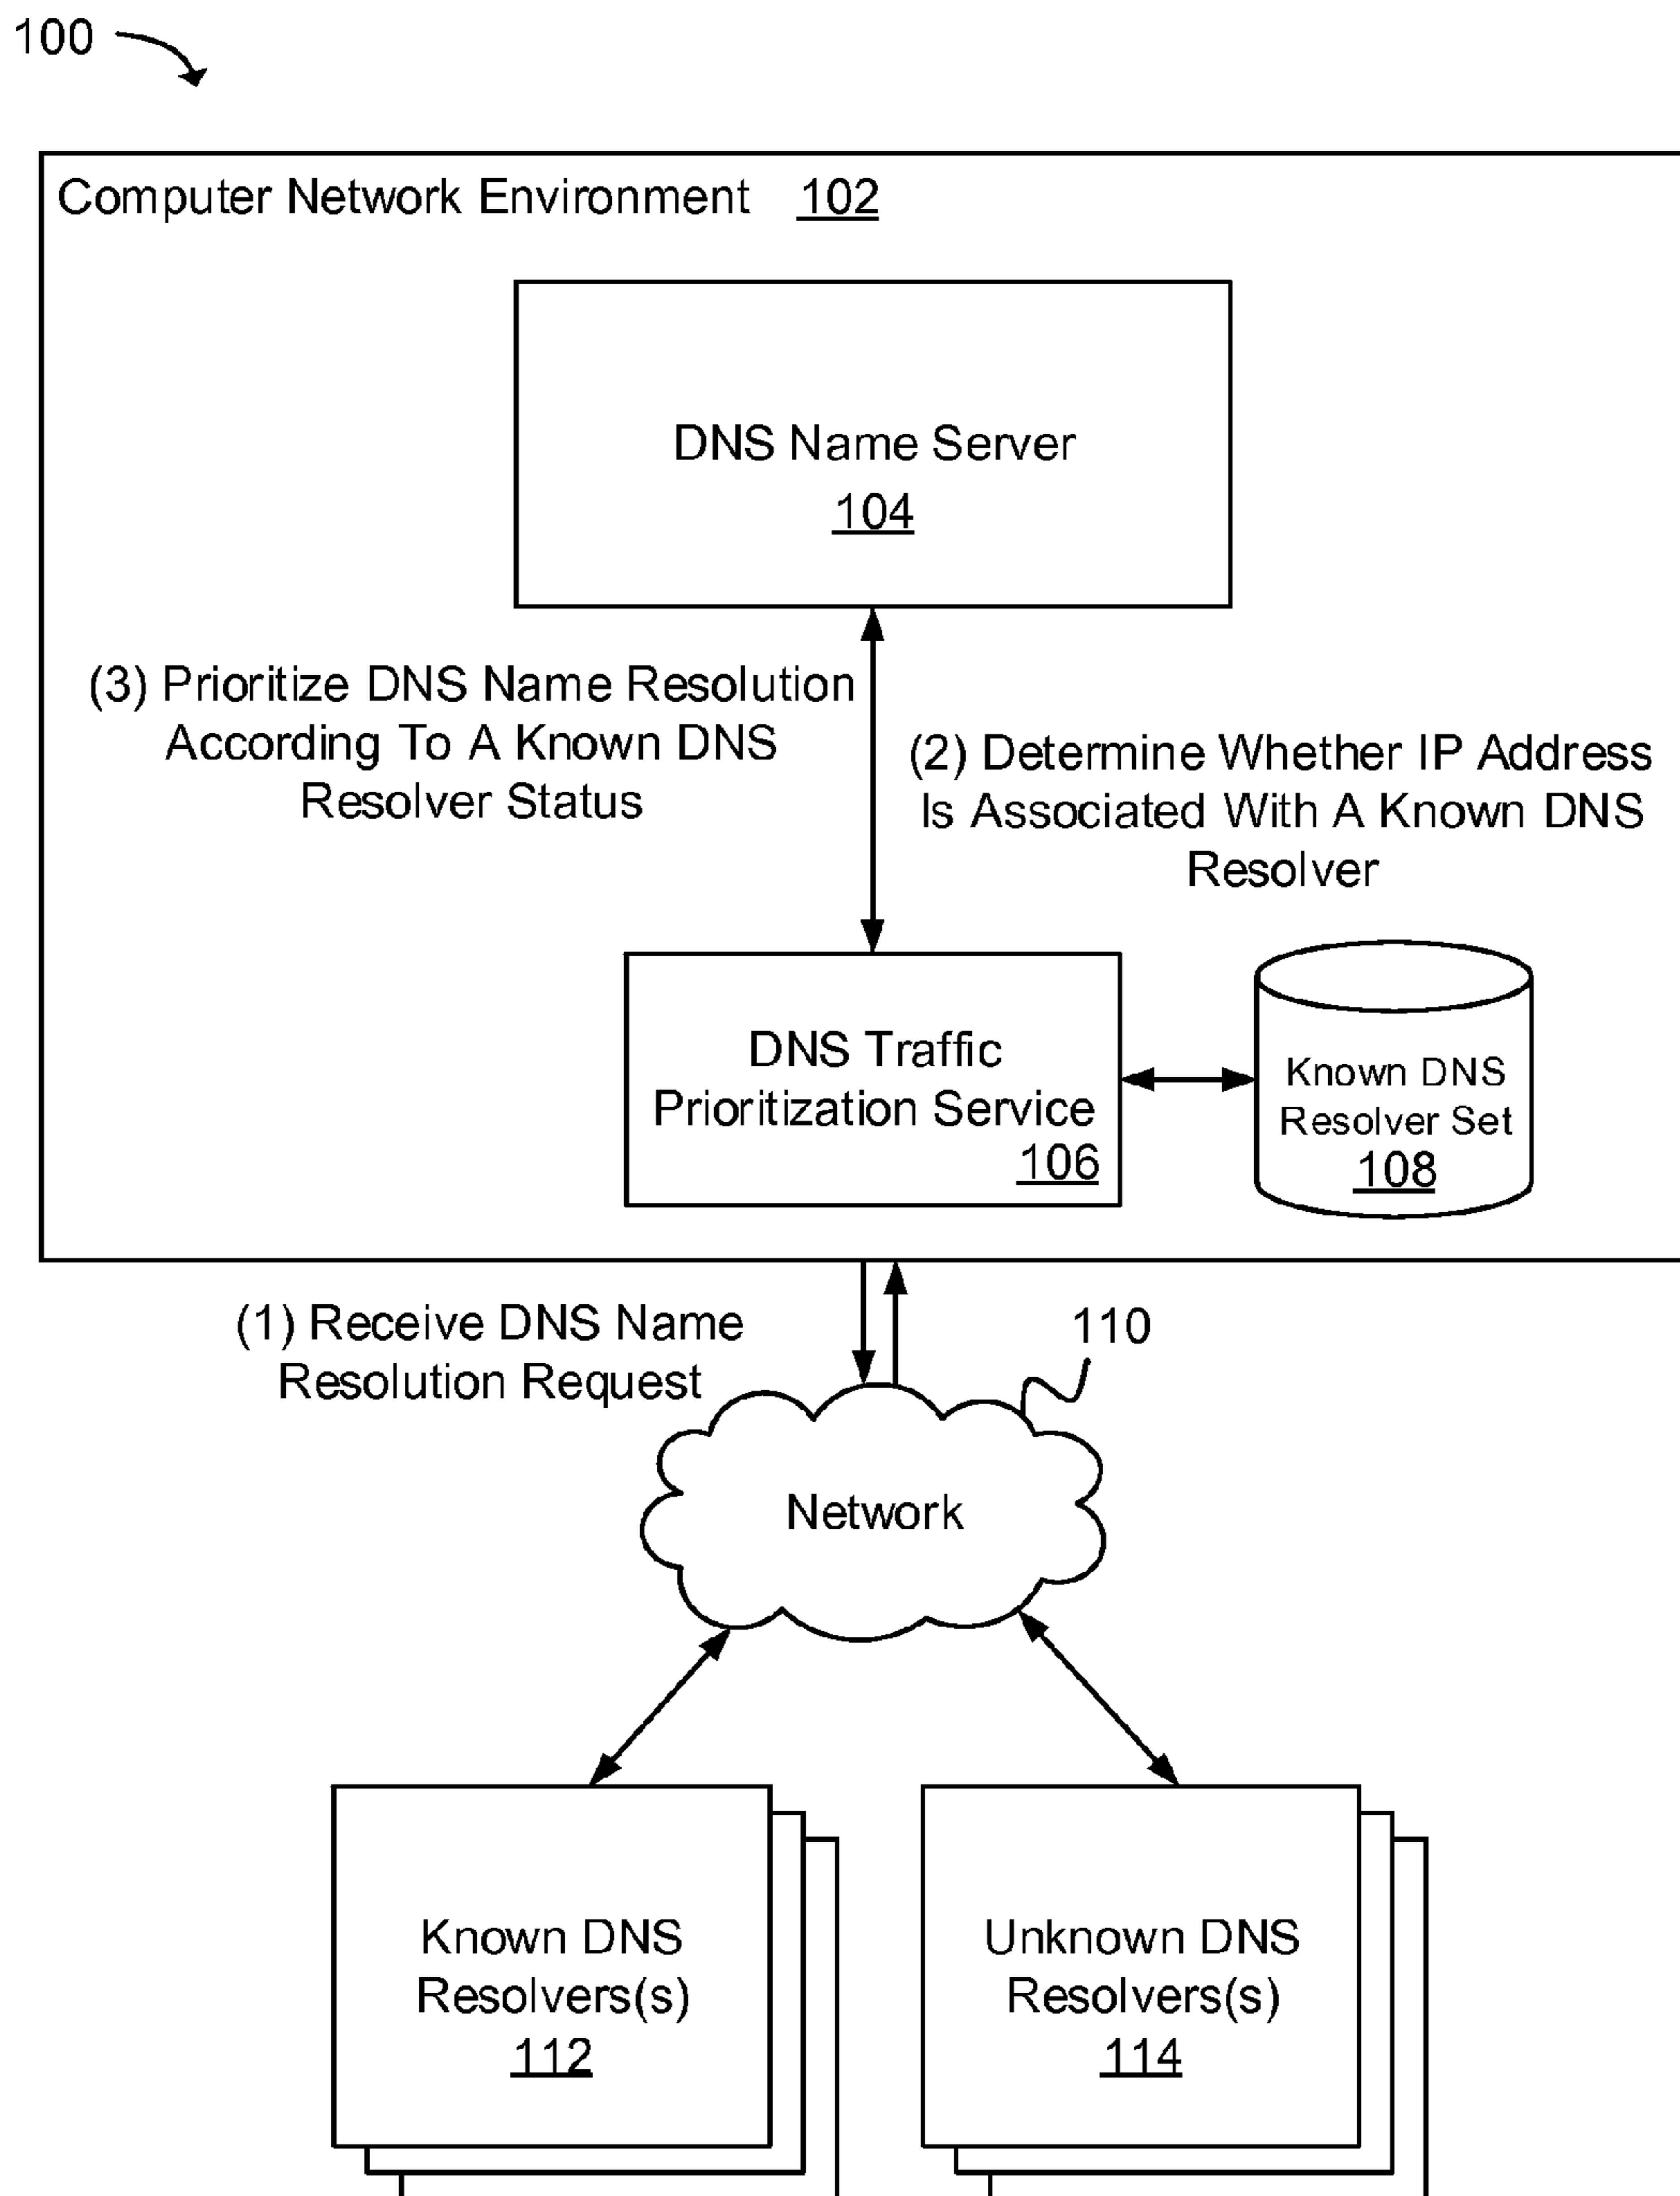 100
Computer Network Environment 102
DNS Name Server
104
(3) Prioritize DNS Name Resolution
According To A Known DNS
Resolver Status
(2) Determine Whether IP Address
Is Associated With A Known DNS
Resolver
DNS Traffic
Prioritization Service
106
Known DNS
Resolver Set
108
(1) Receive DNS Name
Resolution Request
110
Network
Known DNS
Resolvers(s)
112
Unknown DNS
Resolvers(s)
114